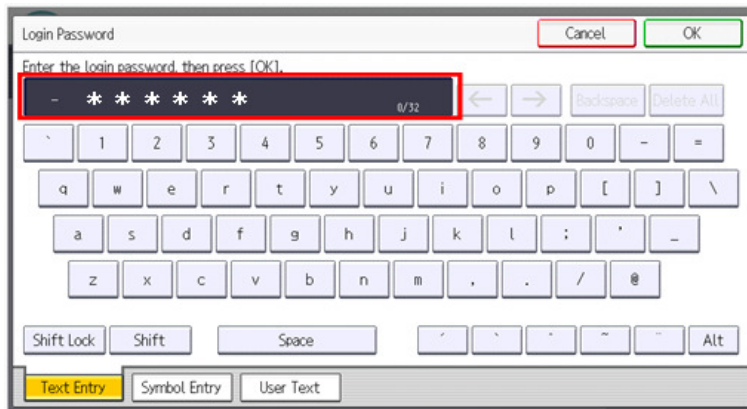 Login Password Cancel OK
Enter the login password, then press [OK].
- ****** 0/32 ← → Backspace Delete All
` 1 2 3 4 5 6 7 8 9 0 - =
q w e r t y u i o p [ ] \
a s d f g h j k l ; ' _
z x c v b n m , . / @
Shift Lock Shift Space ´ ` ^ ~ ¨ Alt
Text Entry Symbol Entry User Text